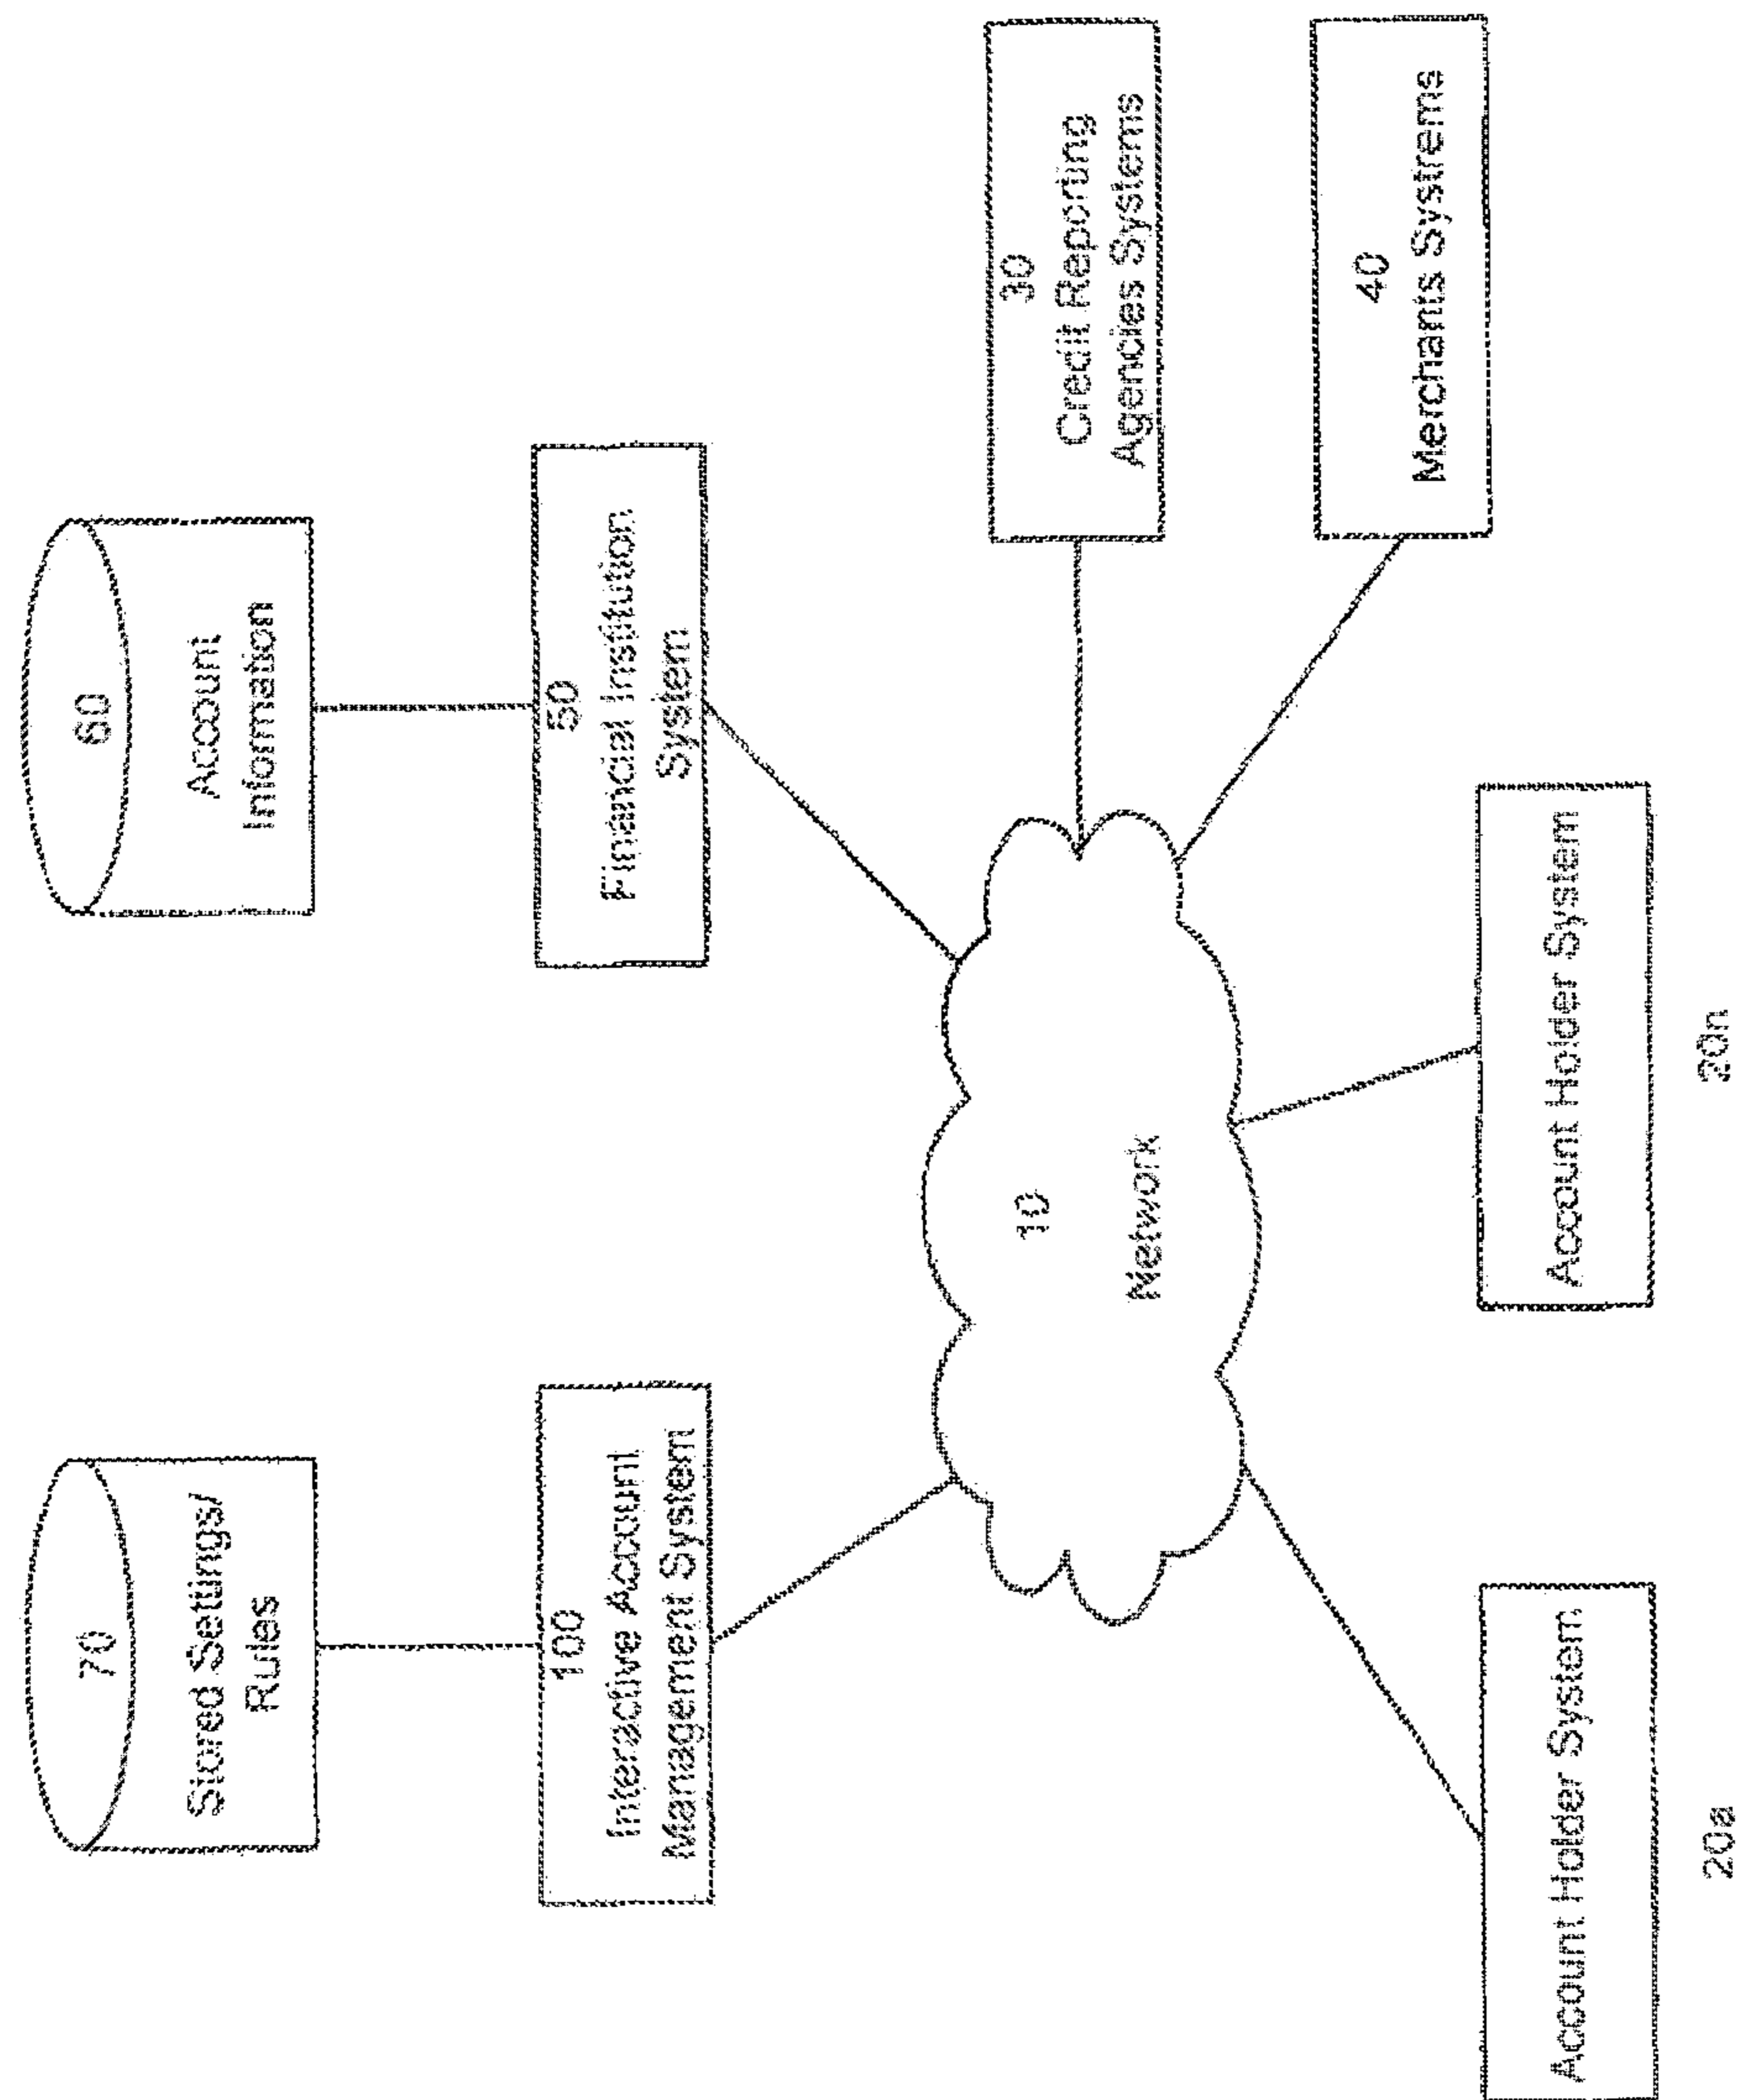 70
Stored Settings/
Rules
60
Account
Information
100
Interactive Account
Management System
50
Financial Institution
System
10
Network
30
Credit Reporting
Agencies Systems
40
Merchants Systrems
Account Holder System
20a
Account Holder System
20n